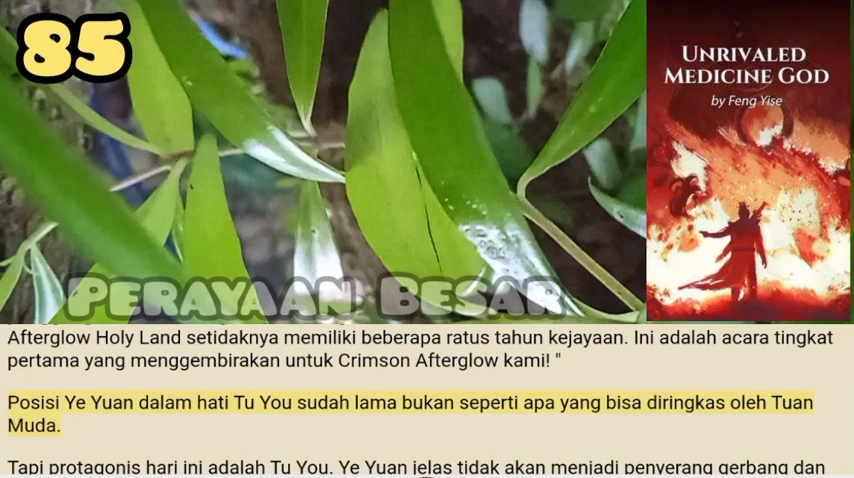 85
UNRIVALED
MEDICINE GOD
by Feng Yise
PERAYAAN BESAR
Afterglow Holy Land setidaknya memiliki beberapa ratus tahun kejayaan. Ini adalah acara tingkat
pertama yang menggembirakan untuk Crimson Afterglow kami! "
Posisi Ye Yuan dalam hati Tu You sudah lama bukan seperti apa yang bisa diringkas oleh Tuan
Muda.
Tapi protagonis hari ini adalah Tu You. Ye Yuan jelas tidak akan menjadi penyerang gerbang dan